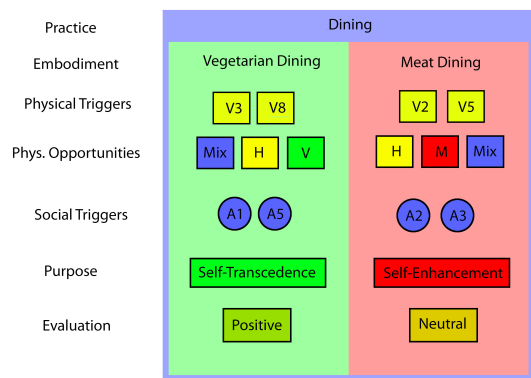 Practice Dining
Embodiment Vegetarian Dining Meat Dining
Physical Triggers V3 V8 V2 V5
Phys. Opportunities Mix H V H M Mix
Social Triggers A1 A5 A2 A3
Purpose Self-Transcedence Self-Enhancement
Evaluation Positive Neutral